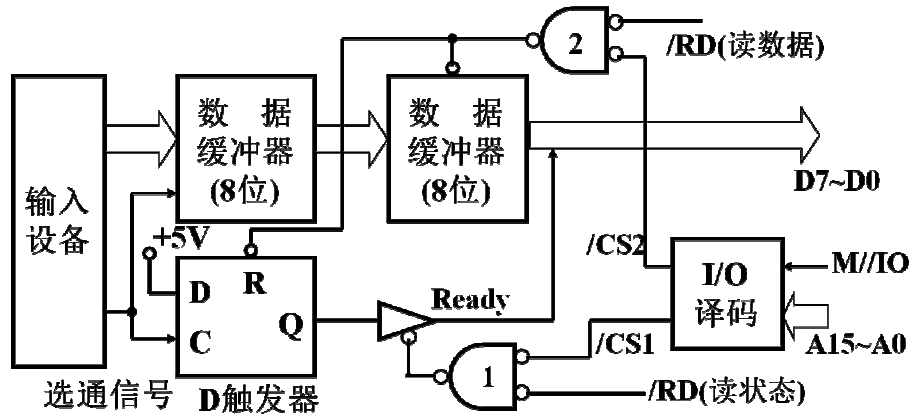 2
/RD(读数据)
输入
设备
数 据
缓冲器
(8位)
数 据
缓冲器
(8位)
D7~D0
+5V
/CS2
D
R
C
Q
Ready
I/O
译码
M//IO
A15~A0
/CS1
1
/RD(读状态)
选通信号
D触发器